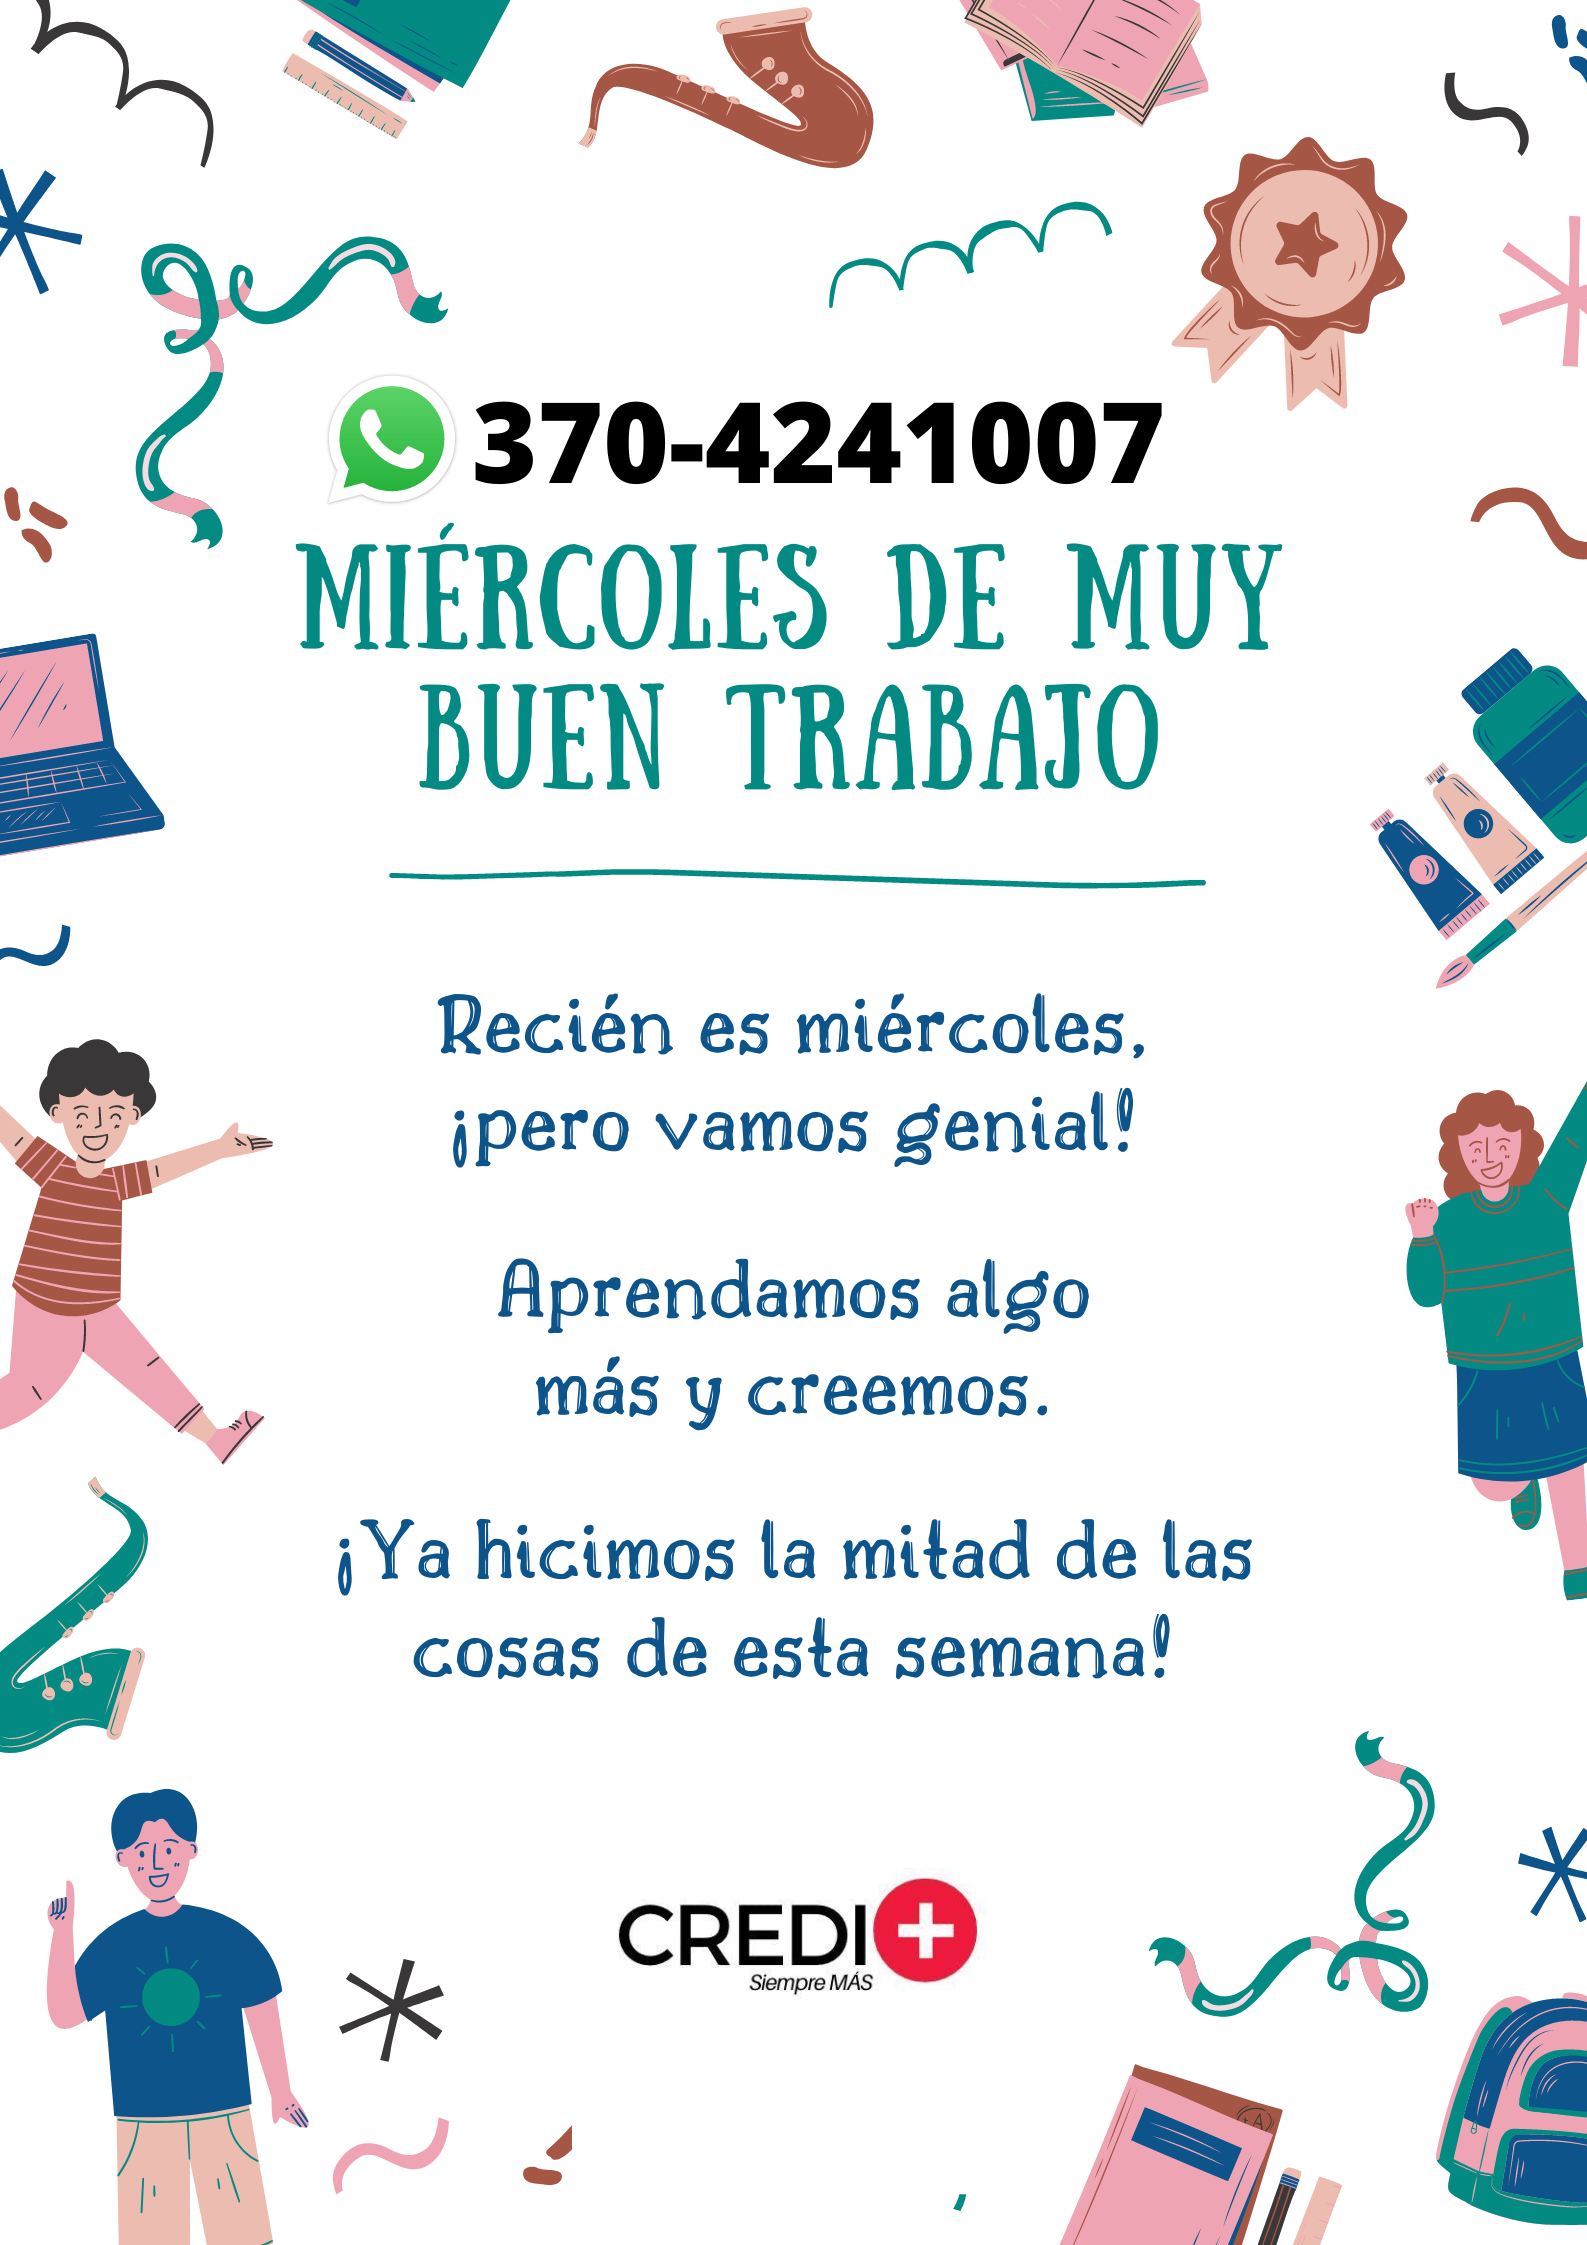 370-4241007
MIÉRCOLES DE MUY
BUEN TRABAJO
Recién es miércoles,
¡pero vamos genial!
Aprendamos algo
más y creemos.
¡Ya hicimos la mitad de las
cosas de esta semana!
CREDI+
Siempre MÁS
A+